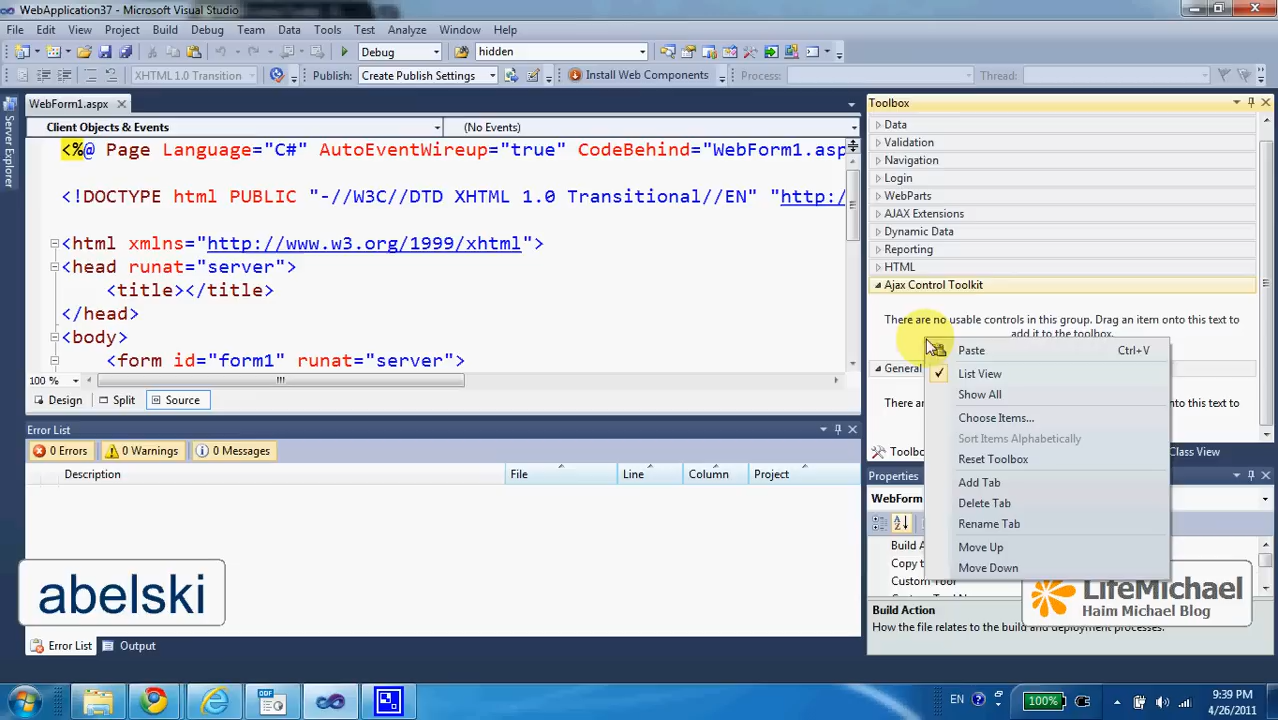 WebApplication37 - Microsoft Visual Studio
File Edit View Project Build Debug Team Data Tools Test Analyze Window Help
Debug hidden
XHTML 1.0 Transition Publish: Create Publish Settings Install Web Components Process: Thread:
Server Explorer
WebForm1.aspx
Client Objects & Events (No Events)
<%@ Page Language="C#" AutoEventWireup="true" CodeBehind="WebForm1.asp
<!DOCTYPE html PUBLIC "-//W3C//DTD XHTML 1.0 Transitional//EN" "http:/
<html xmlns="http://www.w3.org/1999/xhtml">
<head runat="server">
<title></title>
</head>
<body>
<form id="form1" runat="server">
100 %
Design Split Source
Error List
0 Errors 0 Warnings 0 Messages
Description File Line Column Project
abelski
Error List Output
Toolbox
Data
Validation
Navigation
Login
WebParts
AJAX Extensions
Dynamic Data
Reporting
HTML
Ajax Control Toolkit
There are no usable controls in this group. Drag an item onto this text to
add it to the toolbox.
General
There are to
Toolbo Class View
Paste Ctrl+V
List View
Show All
Choose Items...
Sort Items Alphabetically
Reset Toolbox
Add Tab
Delete Tab
Rename Tab
Move Up
Move Down
Properties
WebForm
Build A
Copy t
Custom Tool
LifeMichael
Haim Michael Blog
Build Action
How the file relates to the build and deployment processes.
EN 100% 9:39 PM
4/26/2011